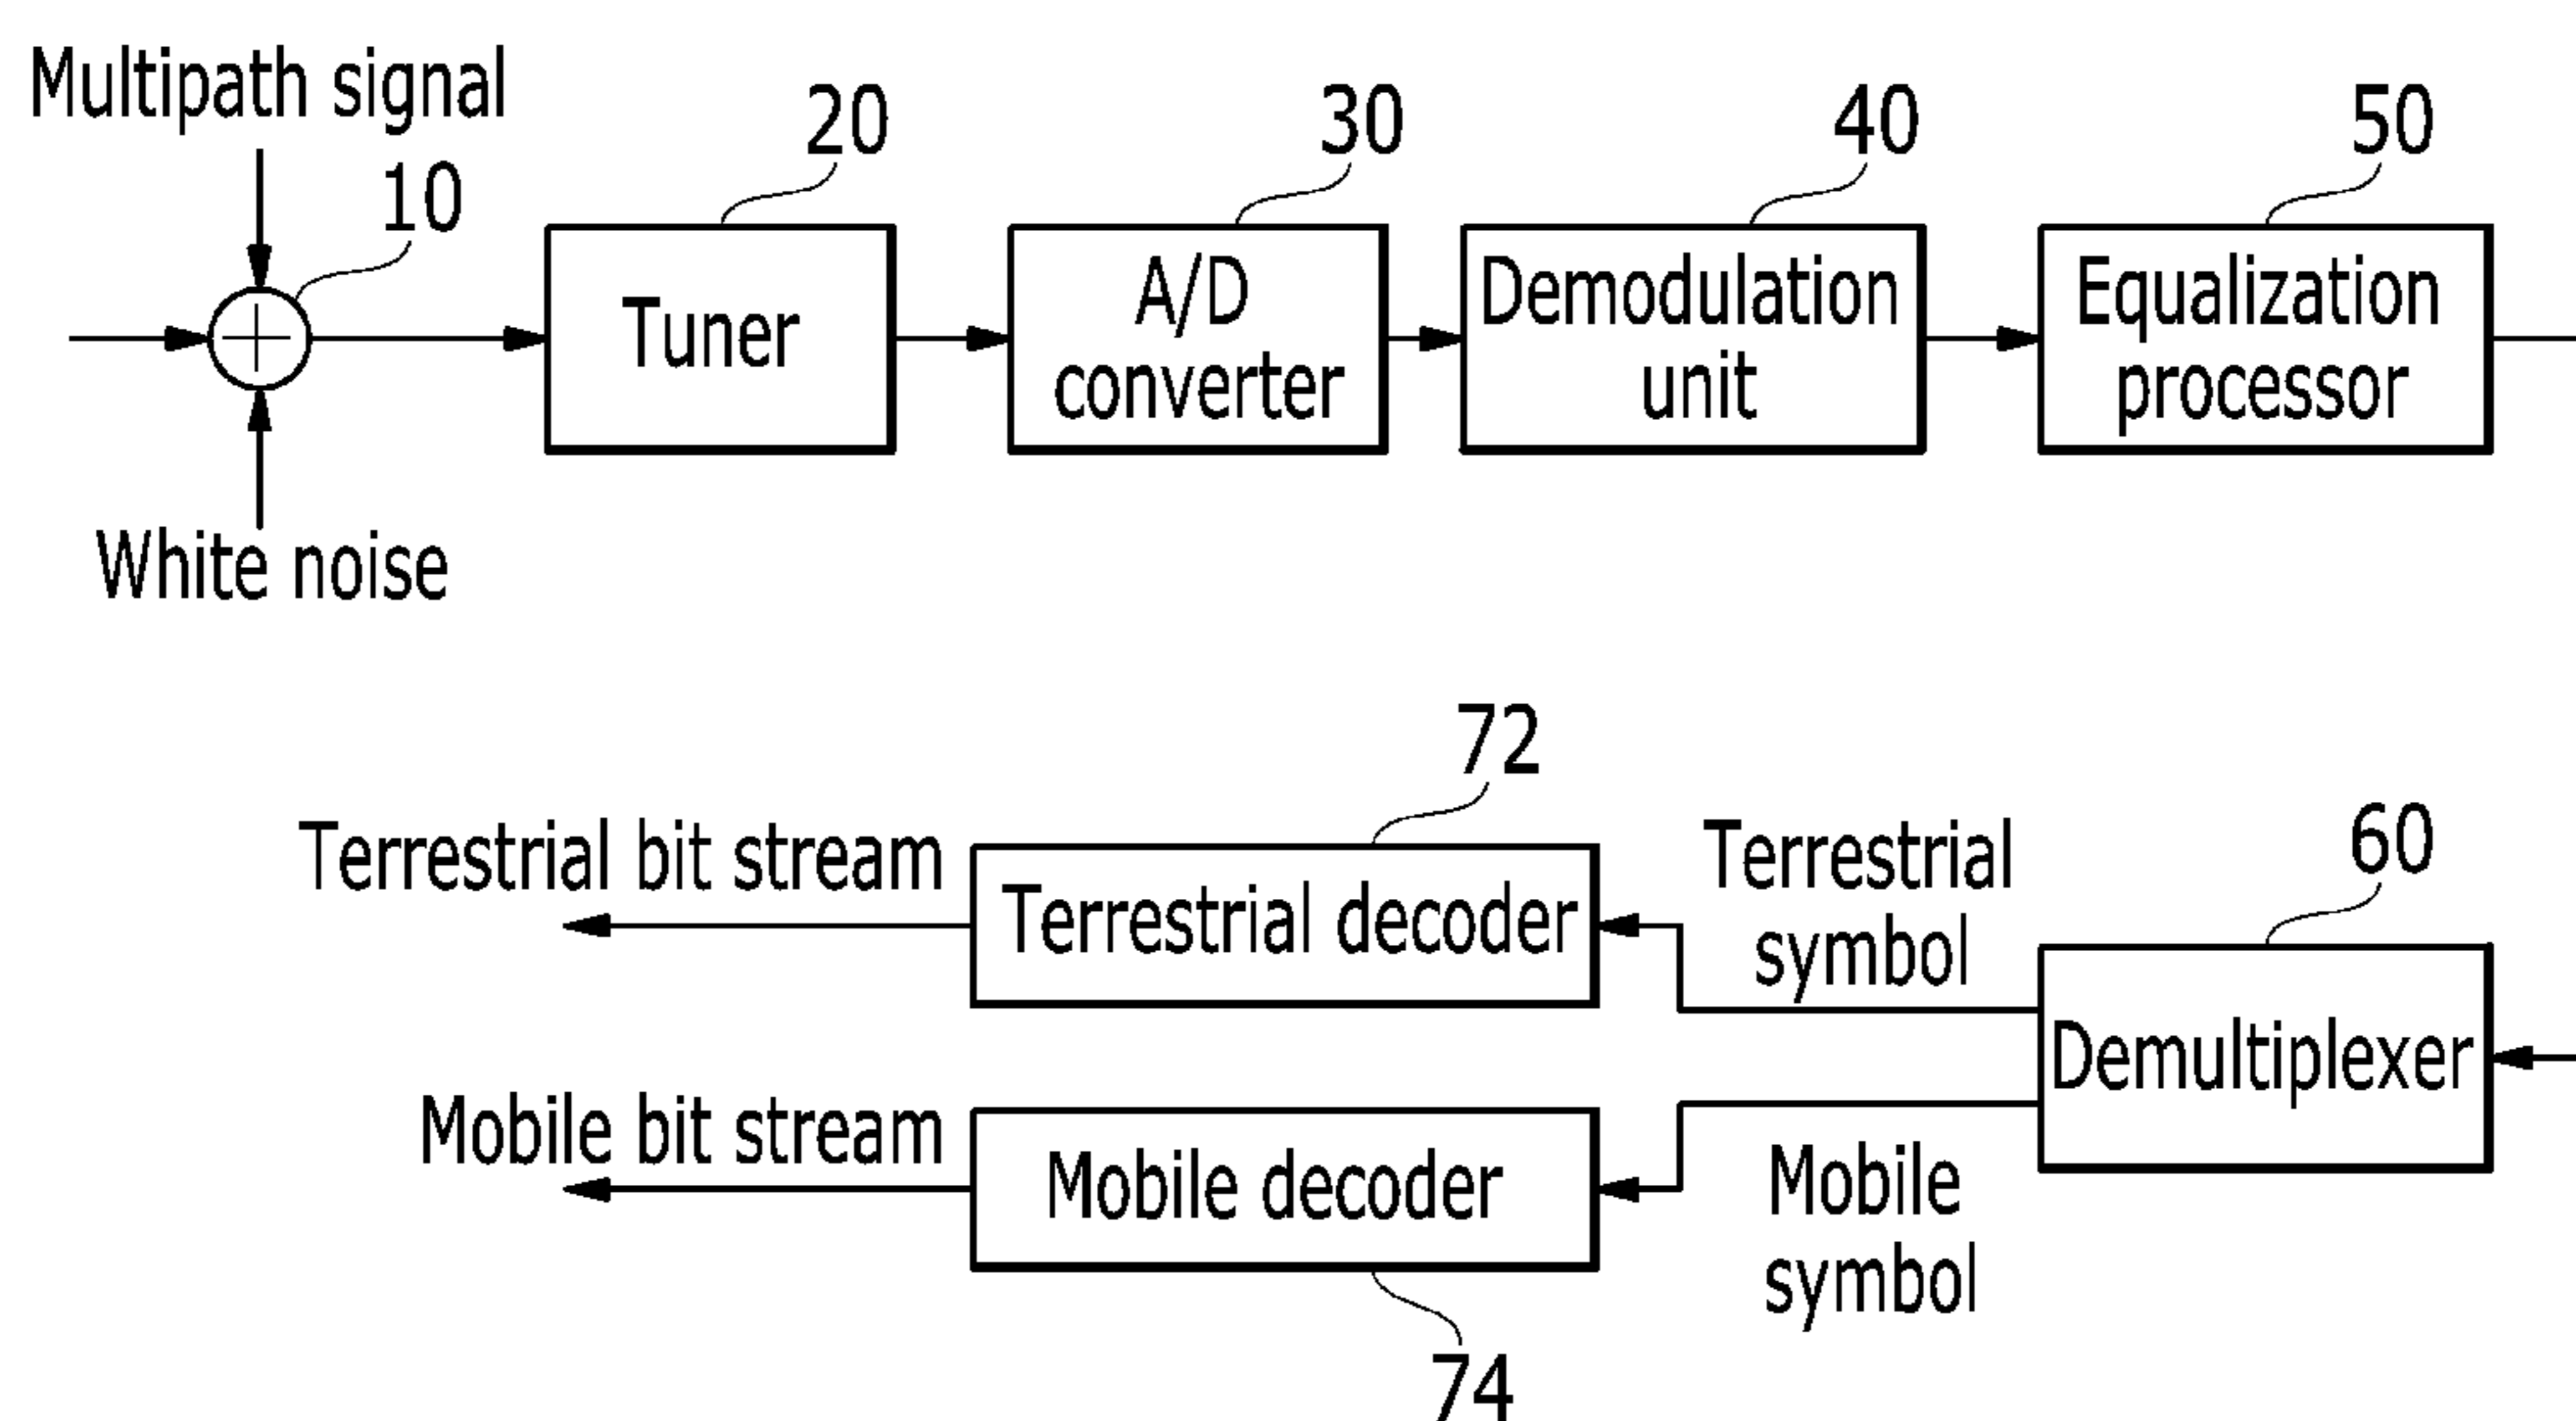 Multipath signal
10
20
30
40
50
Tuner
A/D
converter
Demodulation
unit
Equalization
processor
White noise
72
60
Terrestrial bit stream
Terrestrial decoder
Terrestrial
symbol
Demultiplexer
Mobile bit stream
Mobile decoder
Mobile
symbol
74